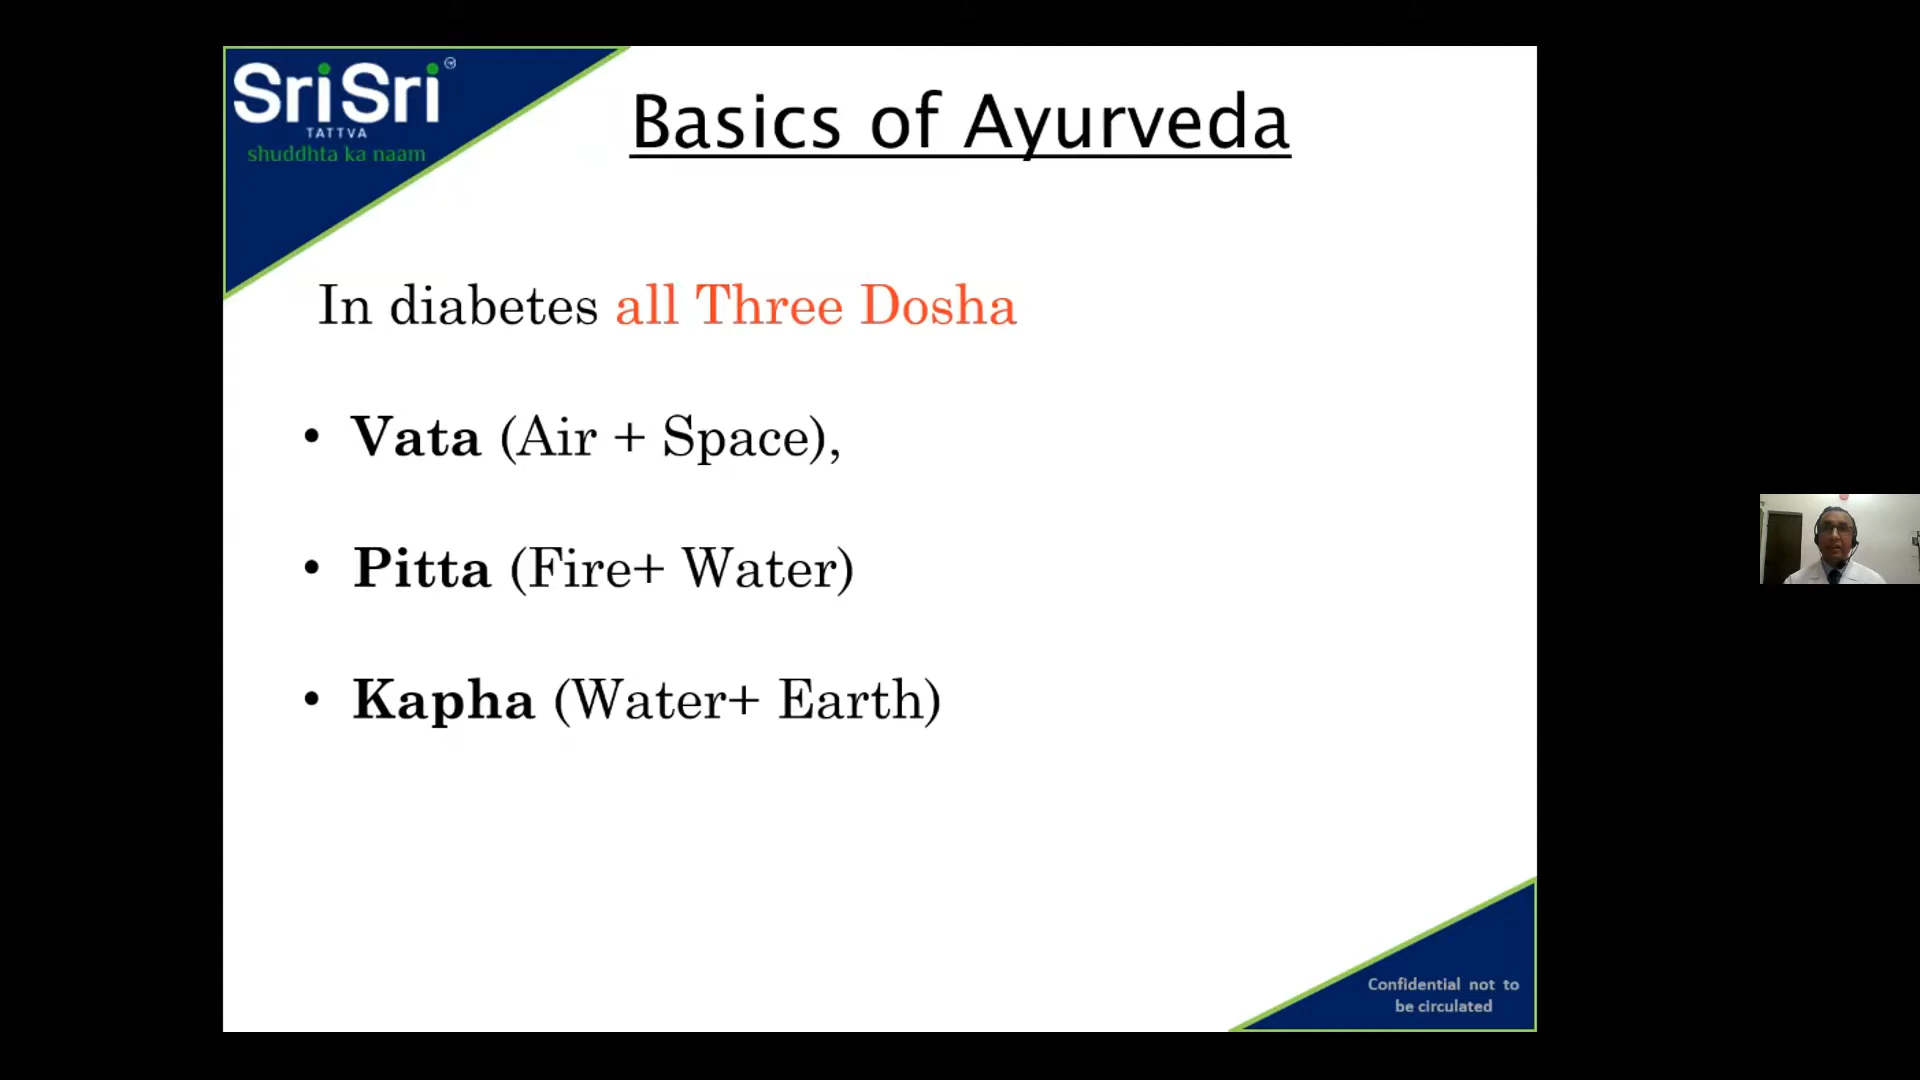 SriSri
TATTVA
shuddhta ka naam
Basics of Ayurveda
In diabetes all Three Dosha
• Vata (Air + Space),
• Pitta (Fire+ Water)
• Kapha (Water+ Earth)
Confidential not to
be circulated